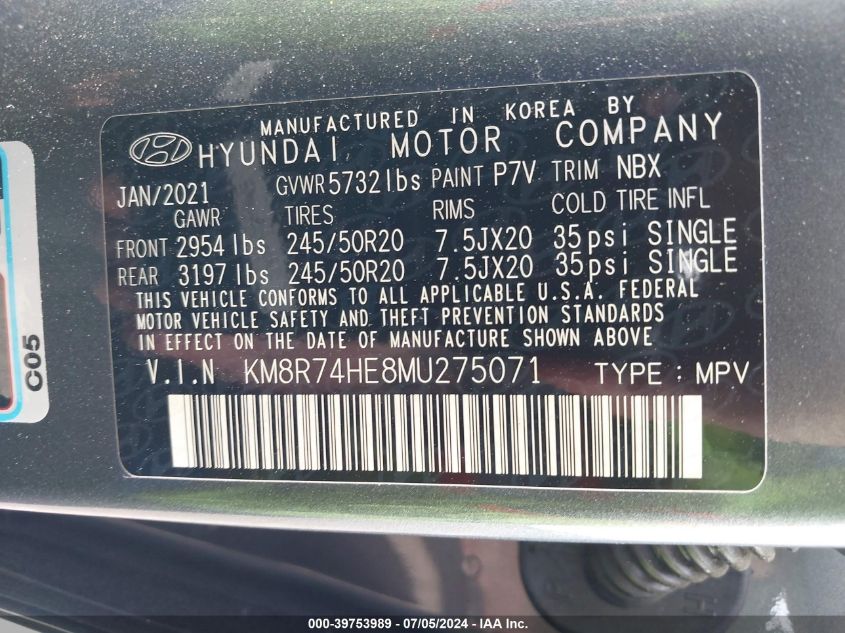 MANUFACTURED IN KOREA BY
HYUNDAI MOTOR COMPANY
JAN/2021 GVWR 5732 lbs PAINT P7V TRIM NBX
GAWR TIRES RIMS COLD TIRE INFL
FRONT 2954 lbs 245/50R20 7.5JX20 35psi SINGLE
REAR 3197 lbs 245/50R20 7.5JX20 35psi SINGLE
THIS VEHICLE CONFORMS TO ALL APPLICABLE U.S.A. FEDERAL
MOTOR VEHICLE SAFETY AND THEFT PREVENTION STANDARDS
IN EFFECT ON THE DATE OF MANUFACTURE SHOWN ABOVE
V.I.N KM8R74HE8MU275071 TYPE : MPV
C05
000-39753989 / 07/05/2024 - IAA Inc.